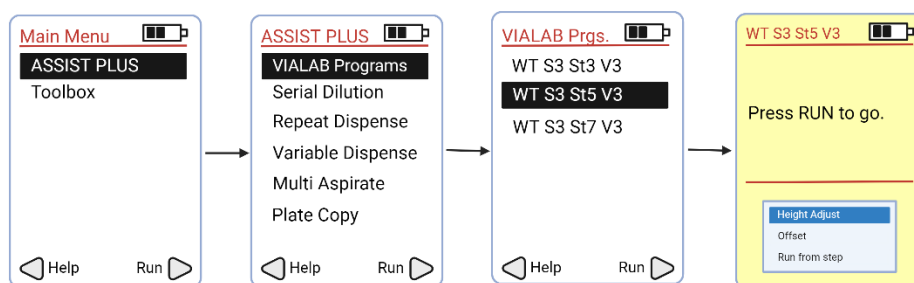 Main Menu
ASSIST PLUS
Toolbox
Help
Run
ASSIST PLUS
VIALAB Programs
Serial Dilution
Repeat Dispense
Variable Dispense
Multi Aspirate
Plate Copy
Help
Run
VIALAB Prgs.
WT S3 St3 V3
WT S3 St5 V3
WT S3 St7 V3
Help
Run
WT S3 St5 V3
Press RUN to go.
Height Adjust
Offset
Run from step